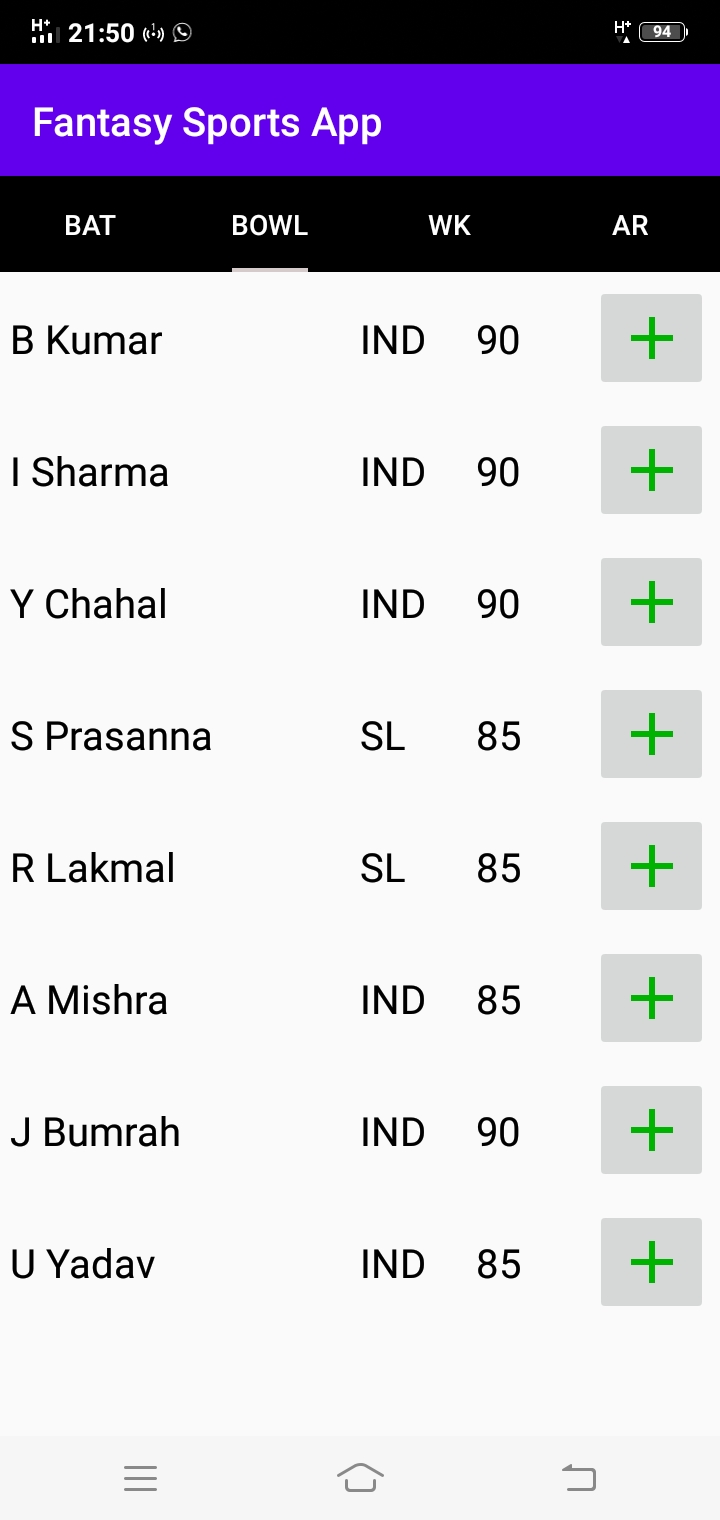 H+ 21:50 H+ 94
Fantasy Sports App
BAT BOWL WK AR
B Kumar IND 90
I Sharma IND 90
Y Chahal IND 90
S Prasanna SL 85
R Lakmal SL 85
A Mishra IND 85
J Bumrah IND 90
U Yadav IND 85